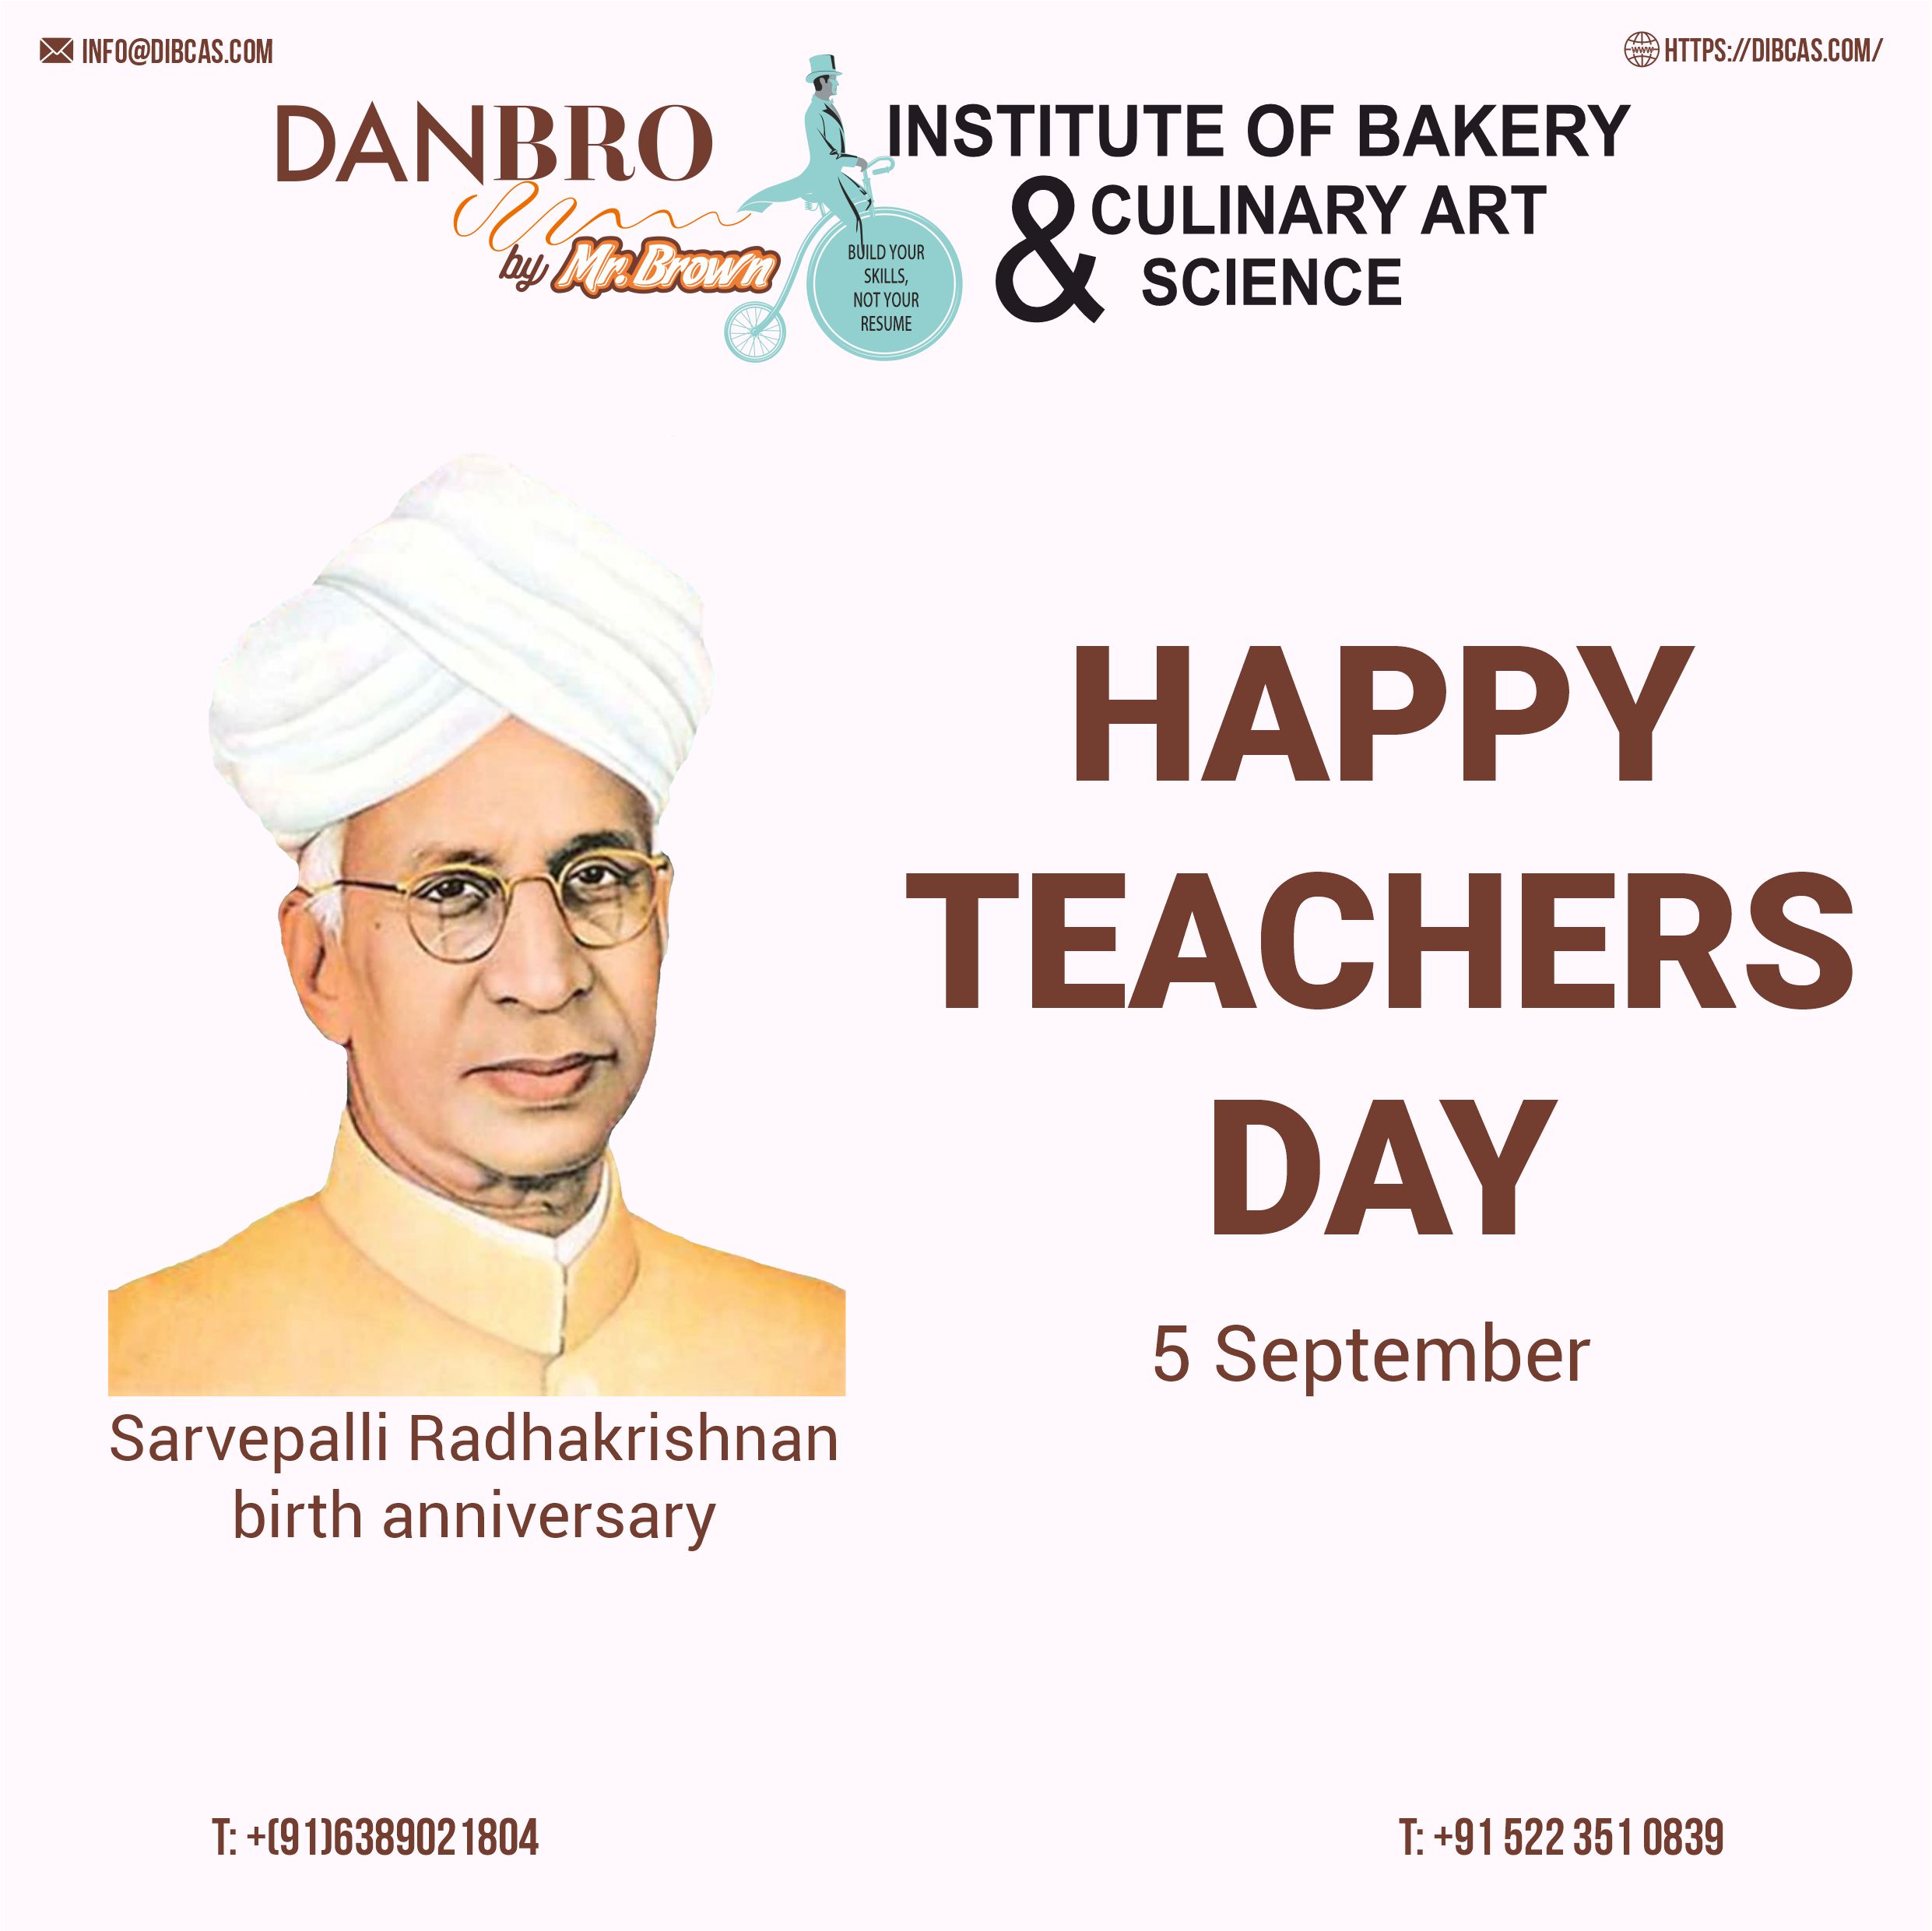 INFO@DIBCAS.COM
HTTPS://DIBCAS.COM/
DANBRO
by Mr. Brown
BUILD YOUR
SKILLS,
NOT YOUR
RESUME
INSTITUTE OF BAKERY
& CULINARY ART
SCIENCE
HAPPY
TEACHERS
DAY
5 September
Sarvepalli Radhakrishnan
birth anniversary
T: +(91)6389021804
T: +91 522 351 0839